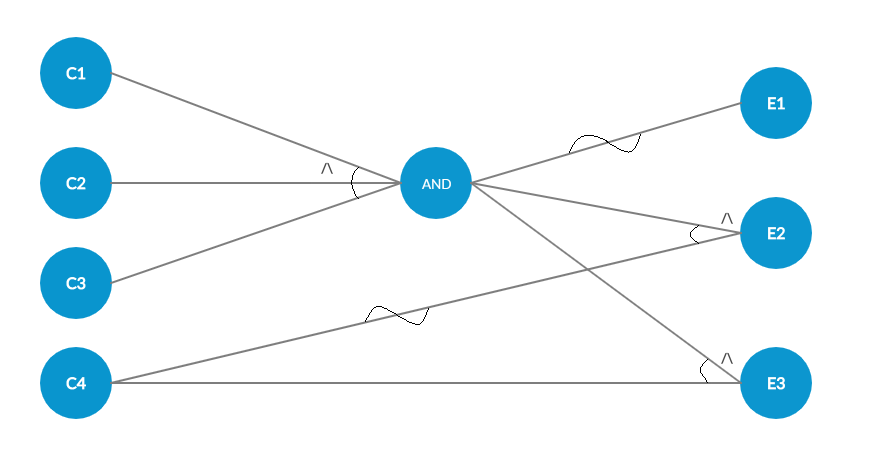 C1
E1
C2
/\
AND
/\
E2
C3
C4
/\
E3